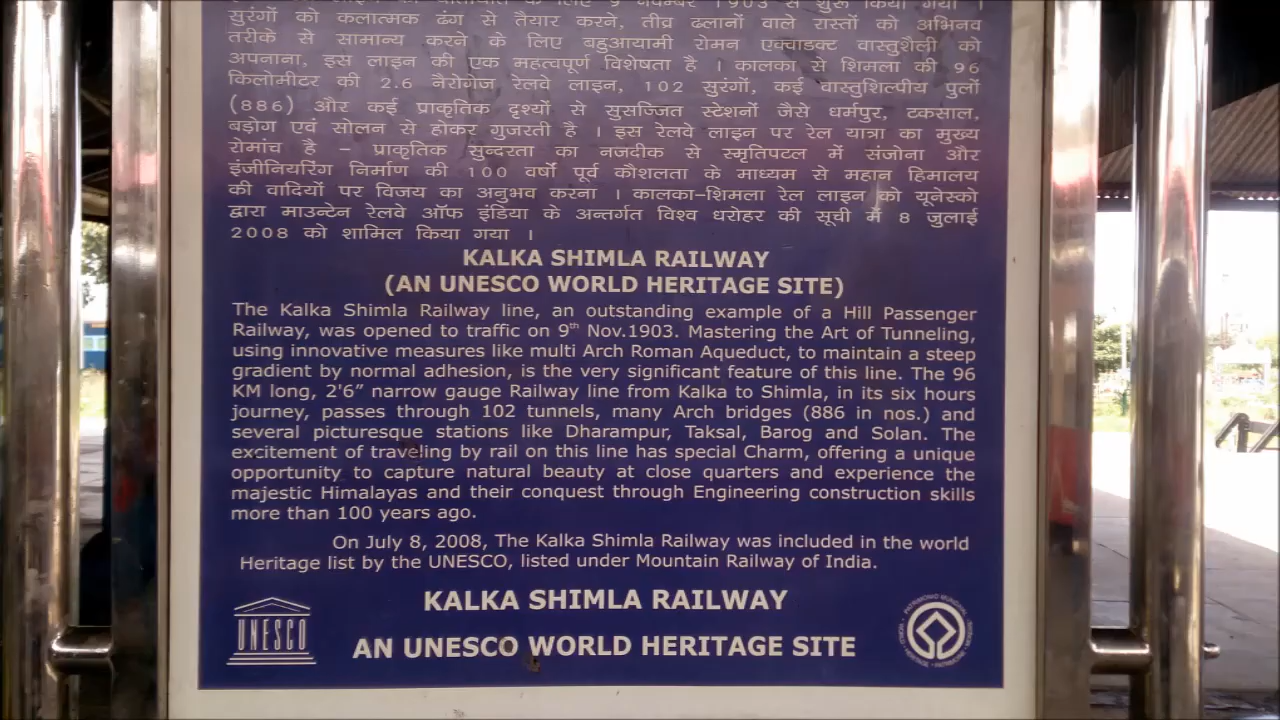 के लिए 9 नवम्बर 1903 से शुरू किया गया ।
सुरंगों को कलात्मक ढंग से तैयार करने, तीव्र ढलानों वाले रास्तों को अभिनव
तरीके से सामान्य करने के लिए बहुआयामी रोमन एक्वाडक्ट वास्तुशैली को
अपनाना, इस लाइन की एक महत्वपूर्ण विशेषता है । कालका से शिमला की 96
किलोमीटर की 2.6 नैरोगेज रेलवे लाइन, 102 सुरंगों, कई वास्तुशिल्पीय पुलों
(886) और कई प्राकृतिक दृश्यों से सुसज्जित स्टेशनों जैसे धर्मपुर, टकसाल,
बड़ोग एवं सोलन से होकर गुजरती है । इस रेलवे लाइन पर रेल यात्रा का मुख्य
रोमांच है – प्राकृतिक सुन्दरता का नजदीक से स्मृतिपटल में संजोना और
इंजीनियरिंग निर्माण की 100 वर्षों पूर्व कौशलता के माध्यम से महान हिमालय
की वादियों पर विजय का अनुभव करना । कालका–शिमला रेल लाइन को यूनेस्को
द्वारा माउन्टेन रेलवे ऑफ इंडिया के अन्तर्गत विश्व धरोहर की सूची में 8 जुलाई
2008 को शामिल किया गया ।
KALKA SHIMLA RAILWAY
(AN UNESCO WORLD HERITAGE SITE)
The Kalka Shimla Railway line, an outstanding example of a Hill Passenger
Railway, was opened to traffic on 9th Nov.1903. Mastering the Art of Tunneling,
using innovative measures like multi Arch Roman Aqueduct, to maintain a steep
gradient by normal adhesion, is the very significant feature of this line. The 96
KM long, 2'6” narrow gauge Railway line from Kalka to Shimla, in its six hours
journey, passes through 102 tunnels, many Arch bridges (886 in nos.) and
several picturesque stations like Dharampur, Taksal, Barog and Solan. The
excitement of traveling by rail on this line has special Charm, offering a unique
opportunity to capture natural beauty at close quarters and experience the
majestic Himalayas and their conquest through Engineering construction skills
more than 100 years ago.
On July 8, 2008, The Kalka Shimla Railway was included in the world
Heritage list by the UNESCO, listed under Mountain Railway of India.
KALKA SHIMLA RAILWAY
AN UNESCO WORLD HERITAGE SITE
UNESCO
WORLD HERITAGE • PATRIMOINE MONDIAL •